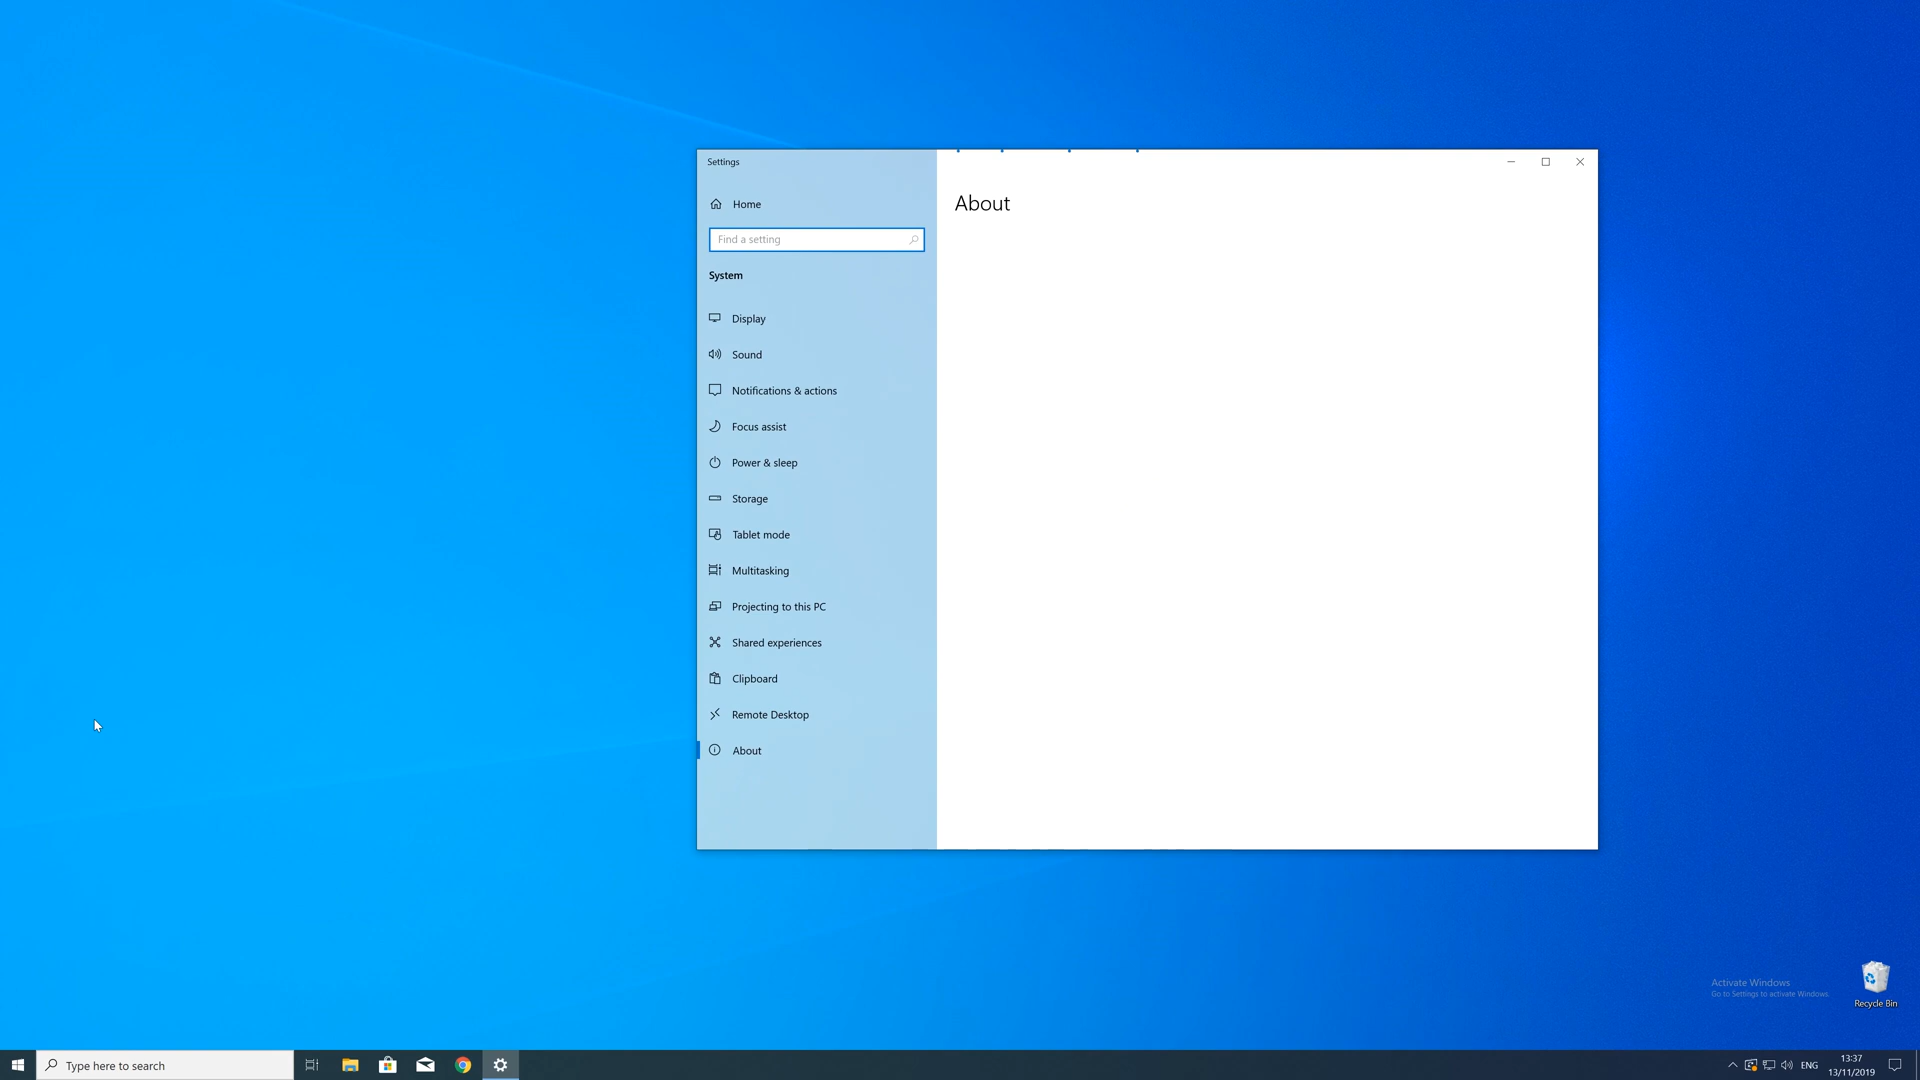 Settings
Home
Find a setting
System
Display
Sound
Notifications & actions
Focus assist
Power & sleep
Storage
Tablet mode
Multitasking
Projecting to this PC
Shared experiences
Clipboard
Remote Desktop
About
About
Activate Windows
Go to Settings to activate Windows.
Recycle Bin
Type here to search
ENG
13:37
13/11/2019